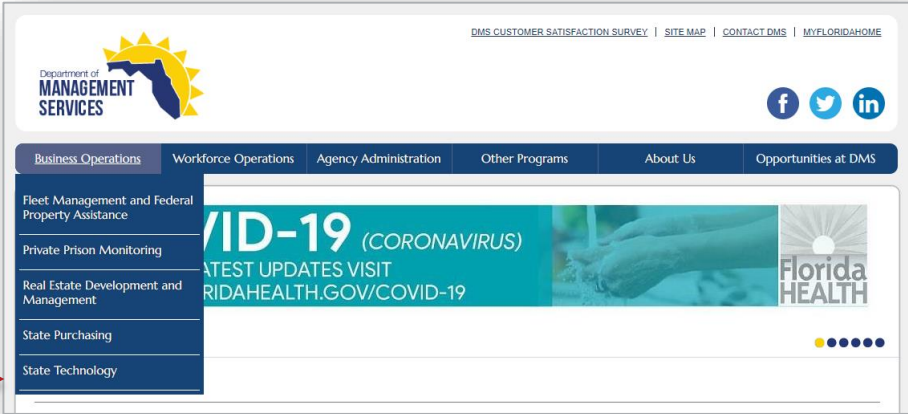 DMS CUSTOMER SATISFACTION SURVEY | SITE MAP | CONTACT DMS | MYFLORIDAHOME
Department of
MANAGEMENT
SERVICES
Business Operations Workforce Operations Agency Administration Other Programs About Us Opportunities at DMS
Fleet Management and Federal
Property Assistance
Private Prison Monitoring
Real Estate Development and
Management
State Purchasing
State Technology
VID-19 (CORONAVIRUS)
ATEST UPDATES VISIT
RIDAHEALTH.GOV/COVID-19
Florida
HEALTH